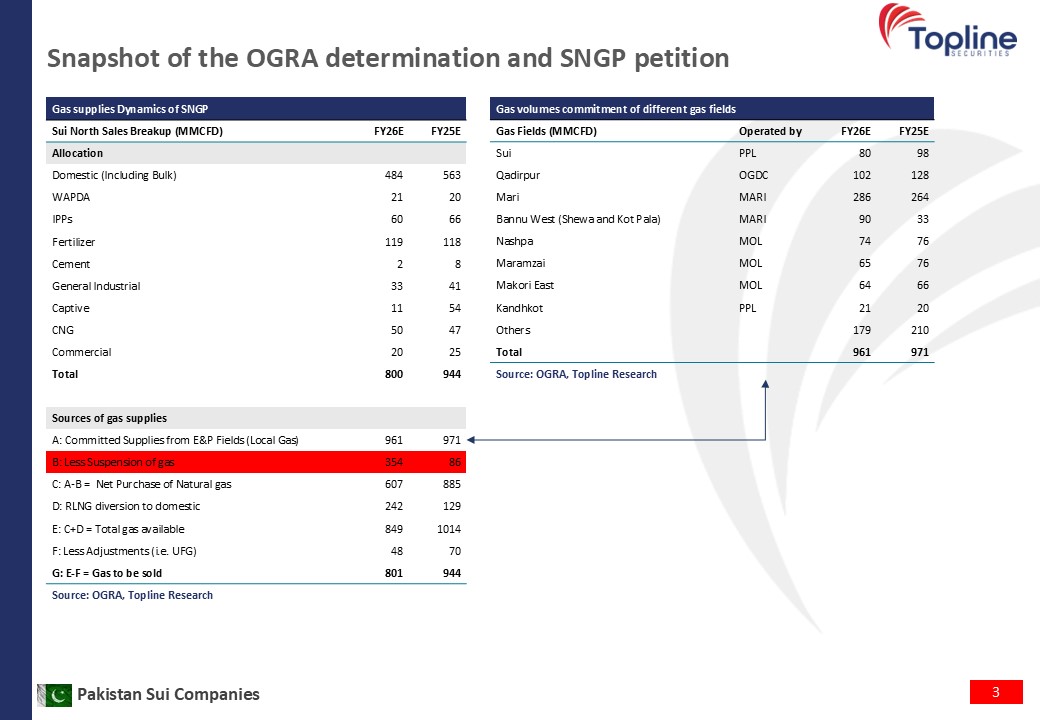 Topline
SECURITIES
Snapshot of the OGRA determination and SNGP petition
Gas supplies Dynamics of SNGP
Sui North Sales Breakup (MMCFD) FY26E FY25E
Allocation
Domestic (Including Bulk) 484 563
WAPDA 21 20
IPPs 60 66
Fertilizer 119 118
Cement 2 8
General Industrial 33 41
Captive 11 54
CNG 50 47
Commercial 20 25
Total 800 944
Sources of gas supplies
A: Committed Supplies from E&P Fields (Local Gas) 961 971
B: Less Suspension of gas 354 86
C: A-B = Net Purchase of Natural gas 607 885
D: RLNG diversion to domestic 242 129
E: C+D = Total gas available 849 1014
F: Less Adjustments (i.e. UFG) 48 70
G: E-F = Gas to be sold 801 944
Source: OGRA, Topline Research
Gas volumes commitment of different gas fields
Gas Fields (MMCFD) Operated by FY26E FY25E
Sui PPL 80 98
Qadirpur OGDC 102 128
Mari MARI 286 264
Bannu West (Shewa and Kot Pala) MARI 90 33
Nashpa MOL 74 76
Maramzai MOL 65 76
Makori East MOL 64 66
Kandhkot PPL 21 20
Others 179 210
Total 961 971
Source: OGRA, Topline Research
Pakistan Sui Companies
3